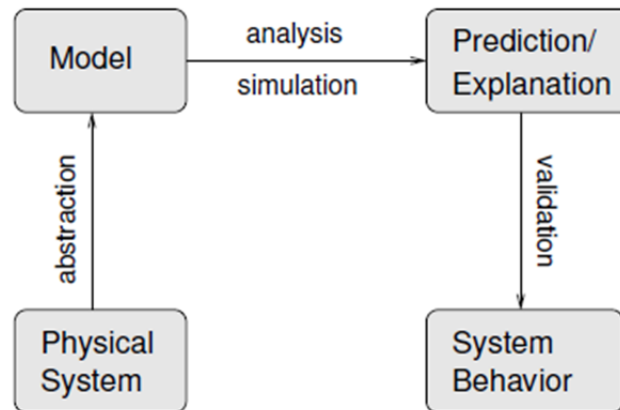 Model
analysis
simulation
Prediction/
Explanation
abstraction
validation
Physical
System
System
Behavior